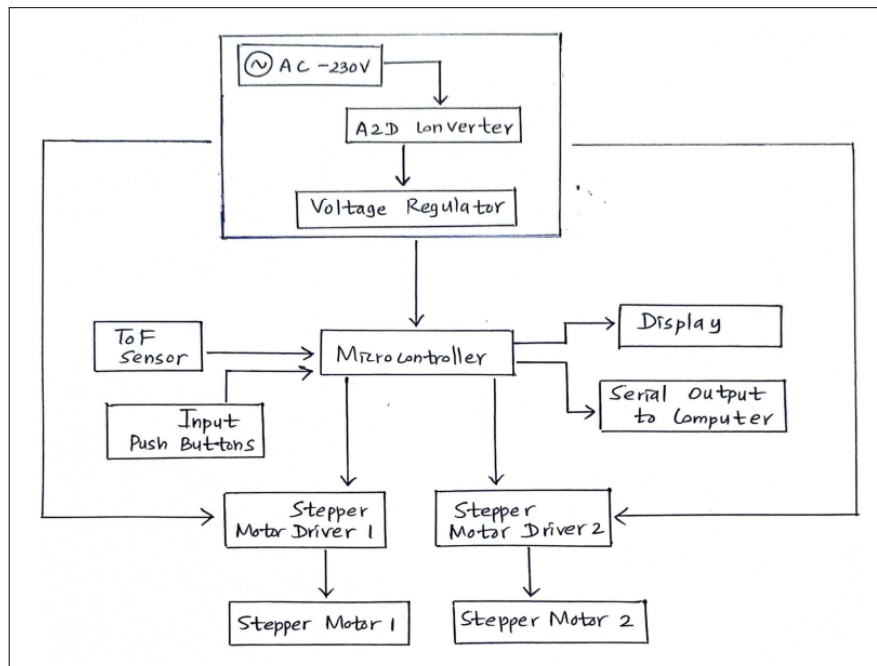 AC -230V
A2D Converter
Voltage Regulator
ToF
Sensor
Microcontroller
Display
Input
Push Buttons
Serial Output
to Computer
Stepper
Motor Driver 1
Stepper
Motor Driver 2
Stepper Motor 1
Stepper Motor 2